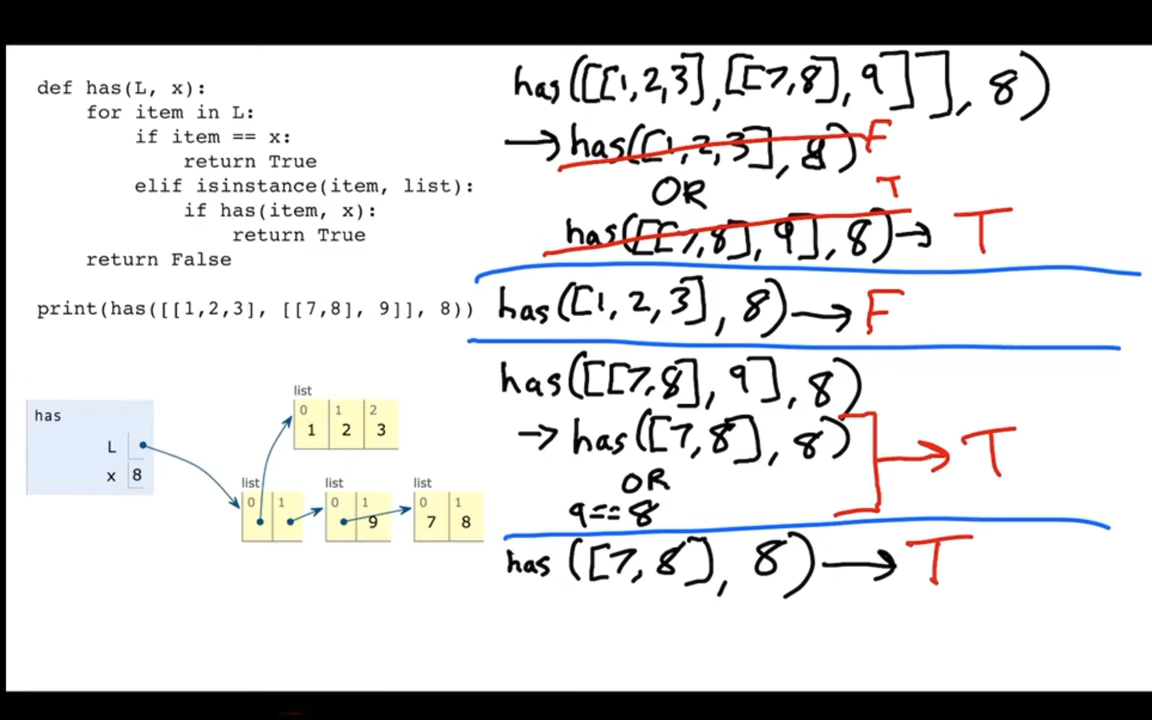 def has(L, x):
for item in L:
if item == x:
return True
elif isinstance(item, list):
if has(item, x):
return True
return False
print(has([[1,2,3], [[7,8], 9]], 8))
has
L
x 8
list
0 1 2
1 2 3
list list list
0 1 0 1 0 1
9 7 8
has([[1,2,3],[[7,8],9]], 8)
→ has([1,2,3], 8) F
OR
T
has([[7,8], 9], 8) → T
has([1, 2, 3], 8) → F
has([[7,8], 9], 8)
→ has([7, 8], 8)
→ T
OR
9==8
has ([7, 8], 8) → T